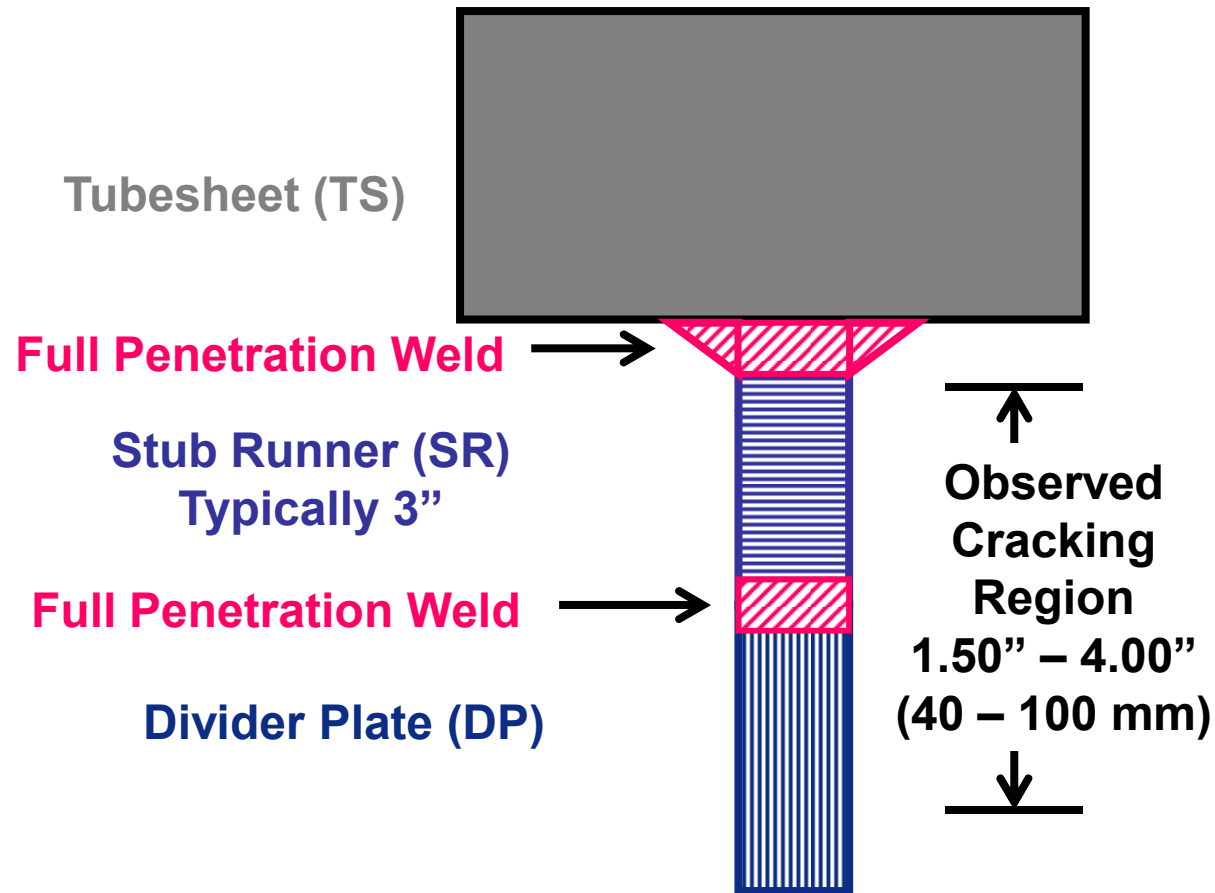 Tubesheet (TS)
Full Penetration Weld
Stub Runner (SR)
Typically 3”
Full Penetration Weld
Divider Plate (DP)
Observed
Cracking
Region
1.50” – 4.00”
(40 – 100 mm)